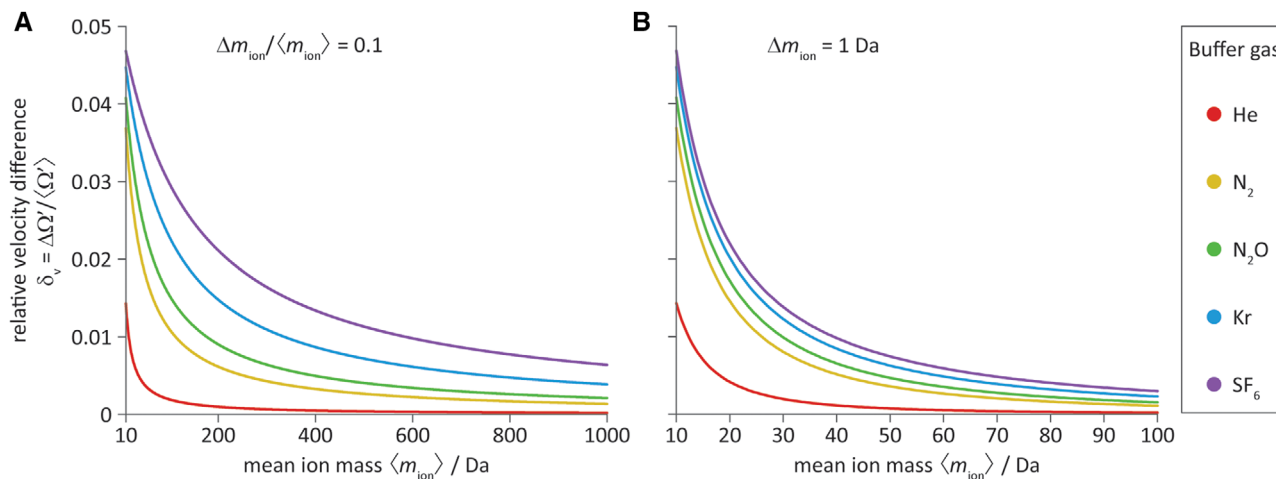 A
Δm_ion/⟨m_ion⟩ = 0.1
relative velocity difference
δ_v = ΔΩ′/⟨Ω′⟩
0.05
0.04
0.03
0.02
0.01
0
10 200 400 600 800 1000
mean ion mass ⟨m_ion⟩ / Da
B
Δm_ion = 1 Da
10 20 30 40 50 60 70 80 90 100
mean ion mass ⟨m_ion⟩ / Da
Buffer gas
He
N₂
N₂O
Kr
SF₆